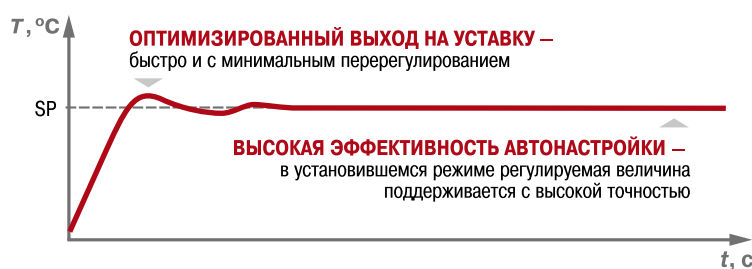 T, °C
ОПТИМИЗИРОВАННЫЙ ВЫХОД НА УСТАВКУ –
быстро и с минимальным перерегулированием
SP
ВЫСОКАЯ ЭФФЕКТИВНОСТЬ АВТОНАСТРОЙКИ –
в установившемся режиме регулируемая величина
поддерживается с высокой точностью
t, с